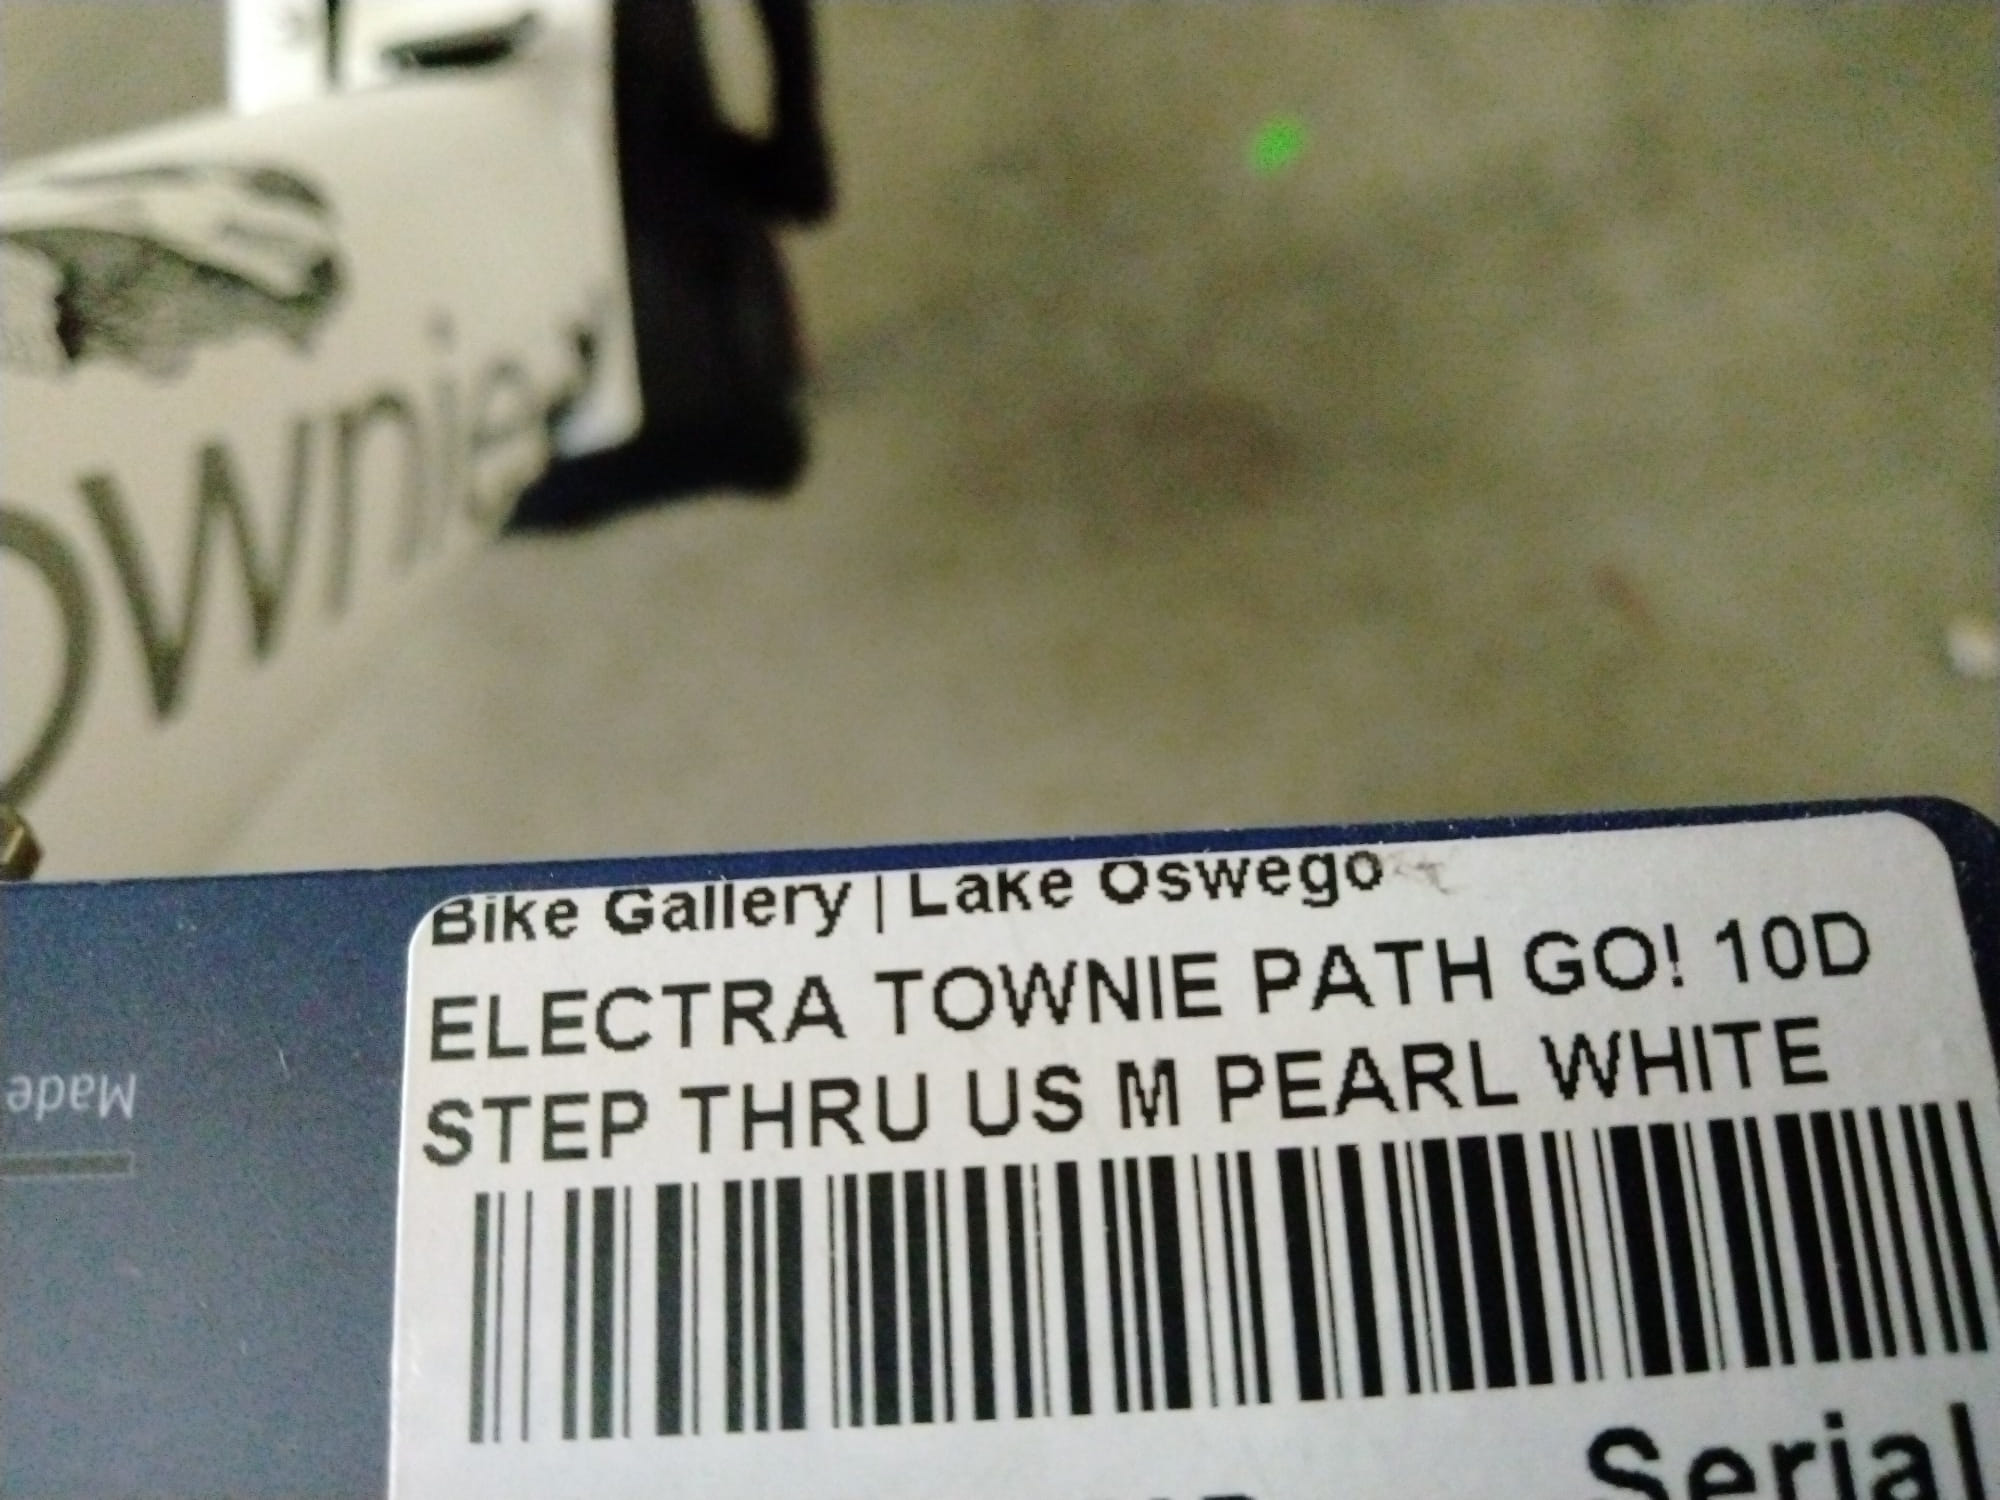 ownie
Made
Bike Gallery | Lake Oswego
ELECTRA TOWNIE PATH GO! 10D
STEP THRU US M PEARL WHITE
Serial